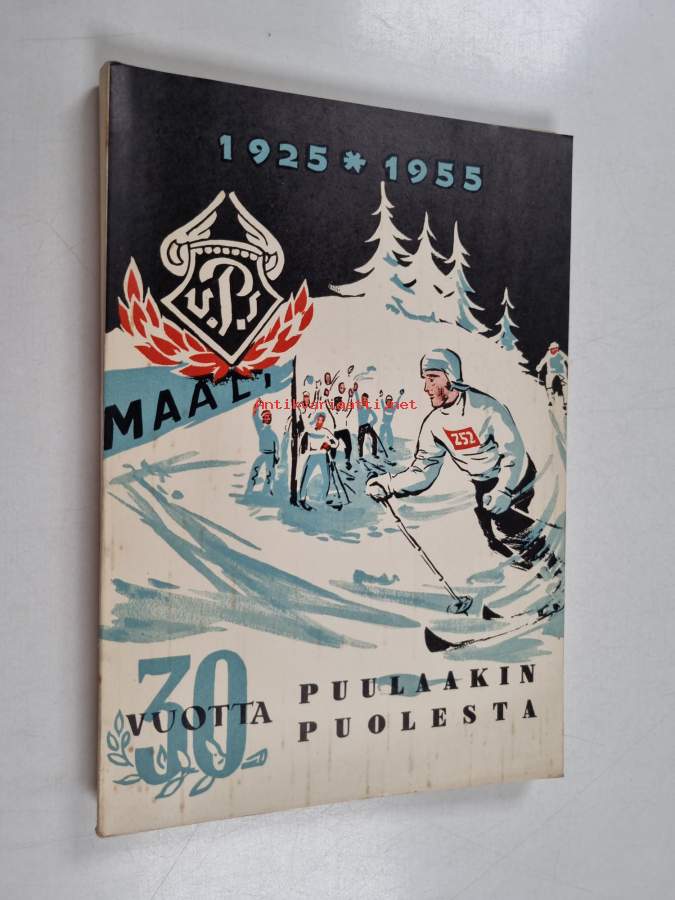 1925 * 1955
V.P.S
MAALI
Antikvariaatti.net
252
30
VUOTTA
PUULAAKIN
PUOLESTA